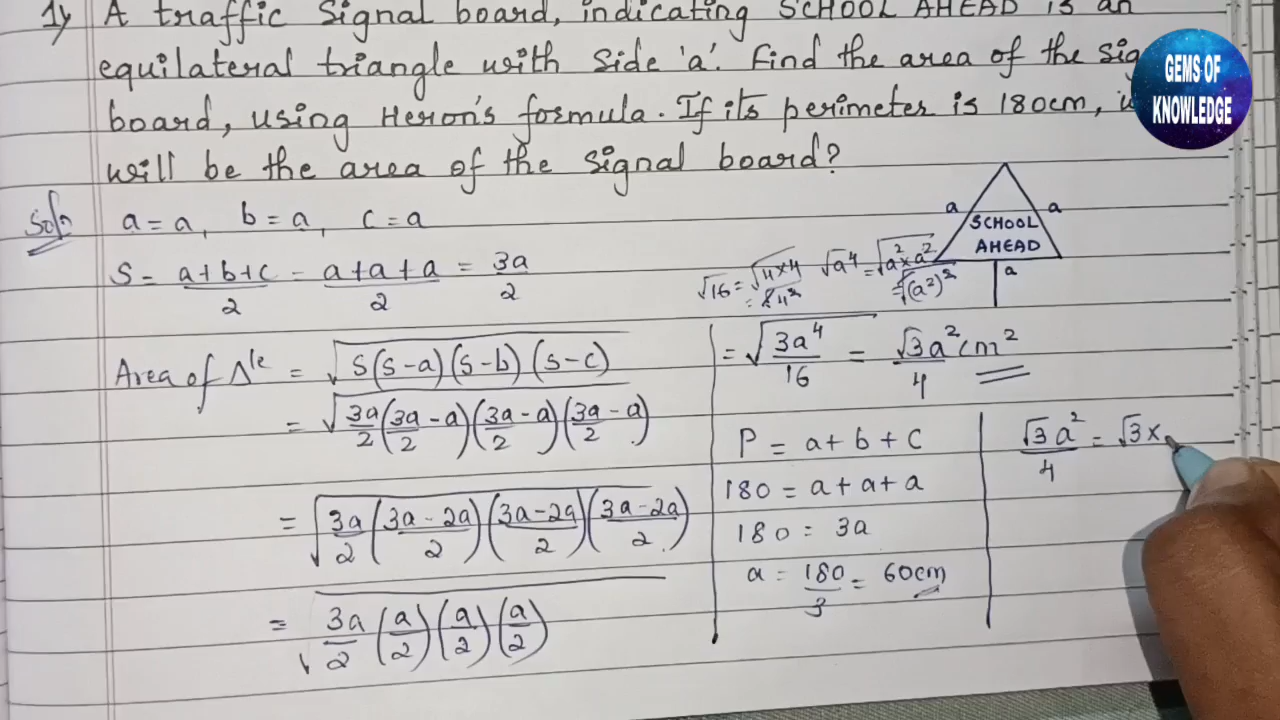 1) A traffic signal board, indicating SCHOOL AHEAD is an
equilateral triangle with side 'a'. Find the area of the
board, using Heron's formula. If its perimeter is 180cm,
will be the area of the signal board?
GEMS OF
KNOWLEDGE
Soln
a = a, b = a, c = a
S = a+b+c/2 = a+a+a/2 = 3a/2
√16 = √4×4
= √4²
√a⁴ = √a²×a²
= √(a²)²
a a
SCHOOL
AHEAD
a
Area of Δle = √S(S-a)(S-b)(S-c)
= √3a/2(3a/2 - a)(3a/2 - a)(3a/2 - a)
= √3a/2(3a-2a/2)(3a-2a/2)(3a-2a/2)
= √3a/2(a/2)(a/2)(a/2)
= √3a⁴/16 = √3a²/4 cm²
P = a+b+c
180 = a+a+a
180 = 3a
a = 180/3 = 60cm
√3a²/4 = √3×